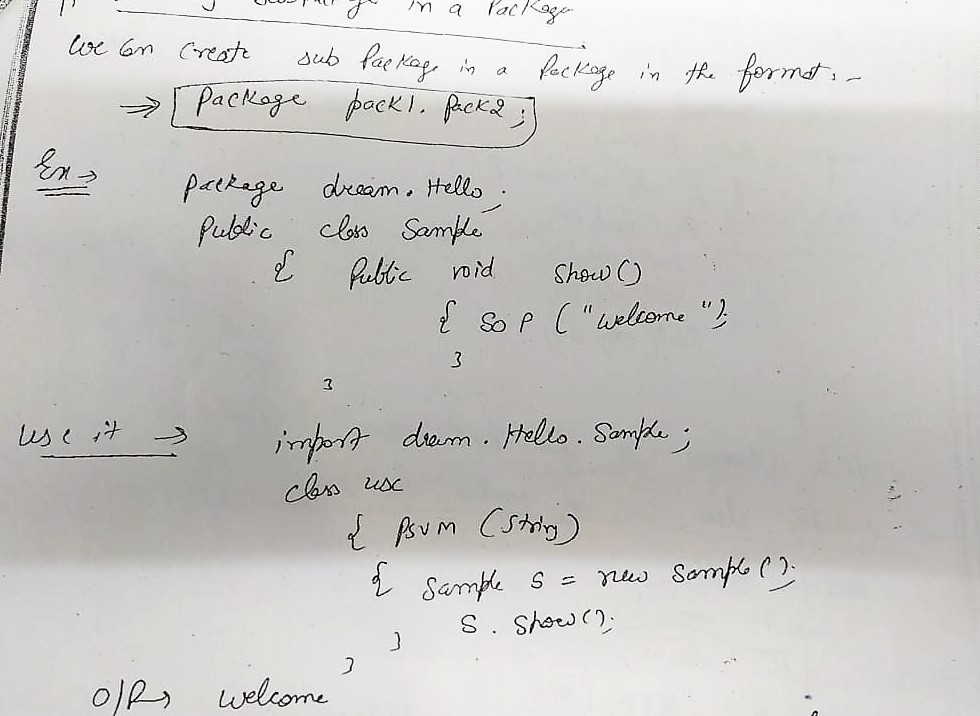 in a Package
We Can Create sub Package in a Package in the format :-
⇒ Package pack1. Pack2 ;
Ex → package dream. Hello ;
Public class Sample
{ Public void Show ()
{ SOP ("Welcome");
}
}
Use it → import dream . Hello . Sample ;
class use
{ PSVM (String)
{ Sample S = new Sample ();
S . Show ();
}
}
O/P → Welcome